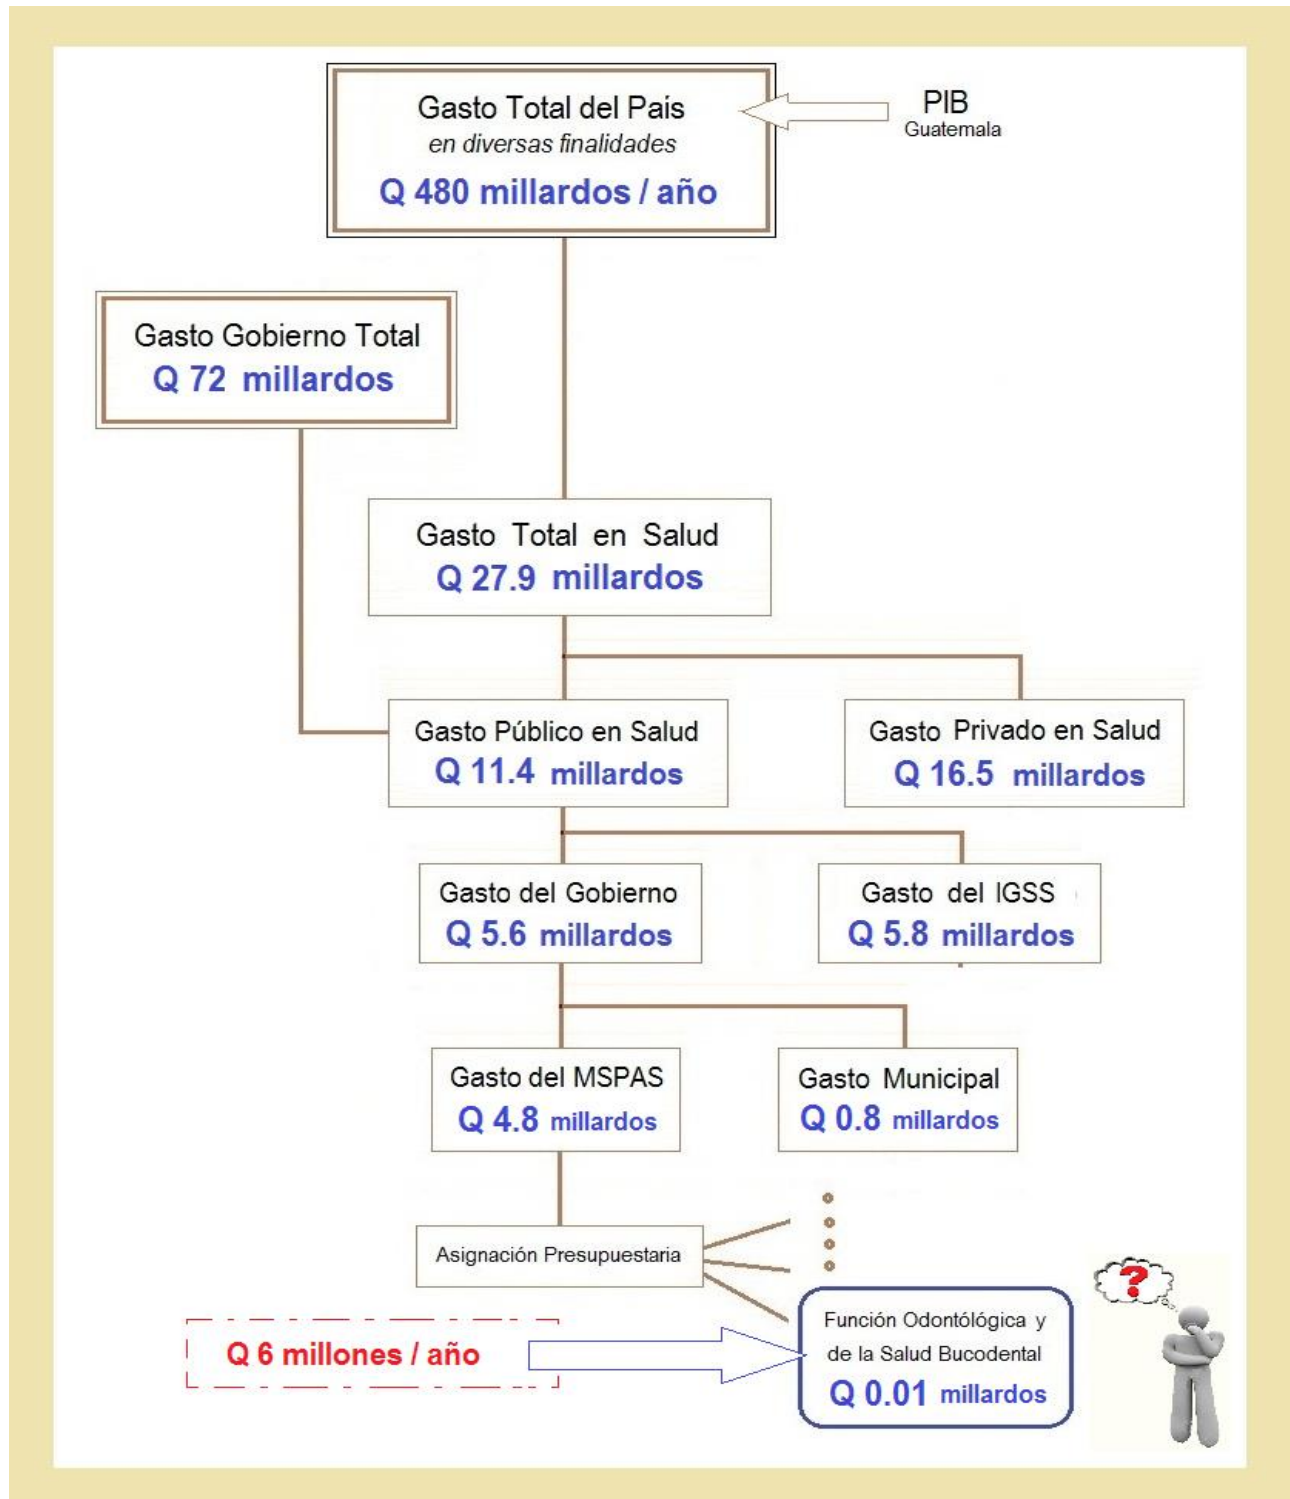 Gasto Total del Pais
en diversas finalidades
Q 480 millardos / año
PIB
Guatemala
Gasto Gobierno Total
Q 72 millardos
Gasto Total en Salud
Q 27.9 millardos
Gasto Público en Salud
Q 11.4 millardos
Gasto Privado en Salud
Q 16.5 millardos
Gasto del Gobierno
Q 5.6 millardos
Gasto del IGSS
Q 5.8 millardos
Gasto del MSPAS
Q 4.8 millardos
Gasto Municipal
Q 0.8 millardos
Asignación Presupuestaria
?
Q 6 millones / año
Función Odontólógica y
de la Salud Bucodental
Q 0.01 millardos